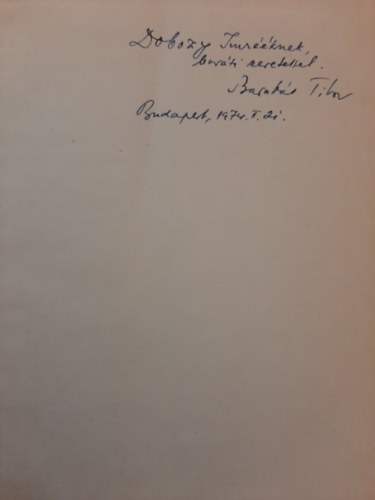 Dobozy Imrééknek,
baráti szeretettel.
Barabás Tibor
Budapest, 1974. V. 21.